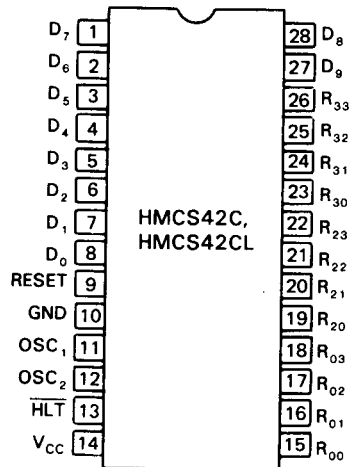 D₇ 1
D₆ 2
D₅ 3
D₄ 4
D₃ 5
D₂ 6
D₁ 7
D₀ 8
RESET 9
GND 10
OSC₁ 11
OSC₂ 12
H̅L̅T̅ 13
V_CC 14
HMCS42C,
HMCS42CL
28 D₈
27 D₉
26 R₃₃
25 R₃₂
24 R₃₁
23 R₃₀
22 R₂₃
21 R₂₂
20 R₂₁
19 R₂₀
18 R₀₃
17 R₀₂
16 R₀₁
15 R₀₀